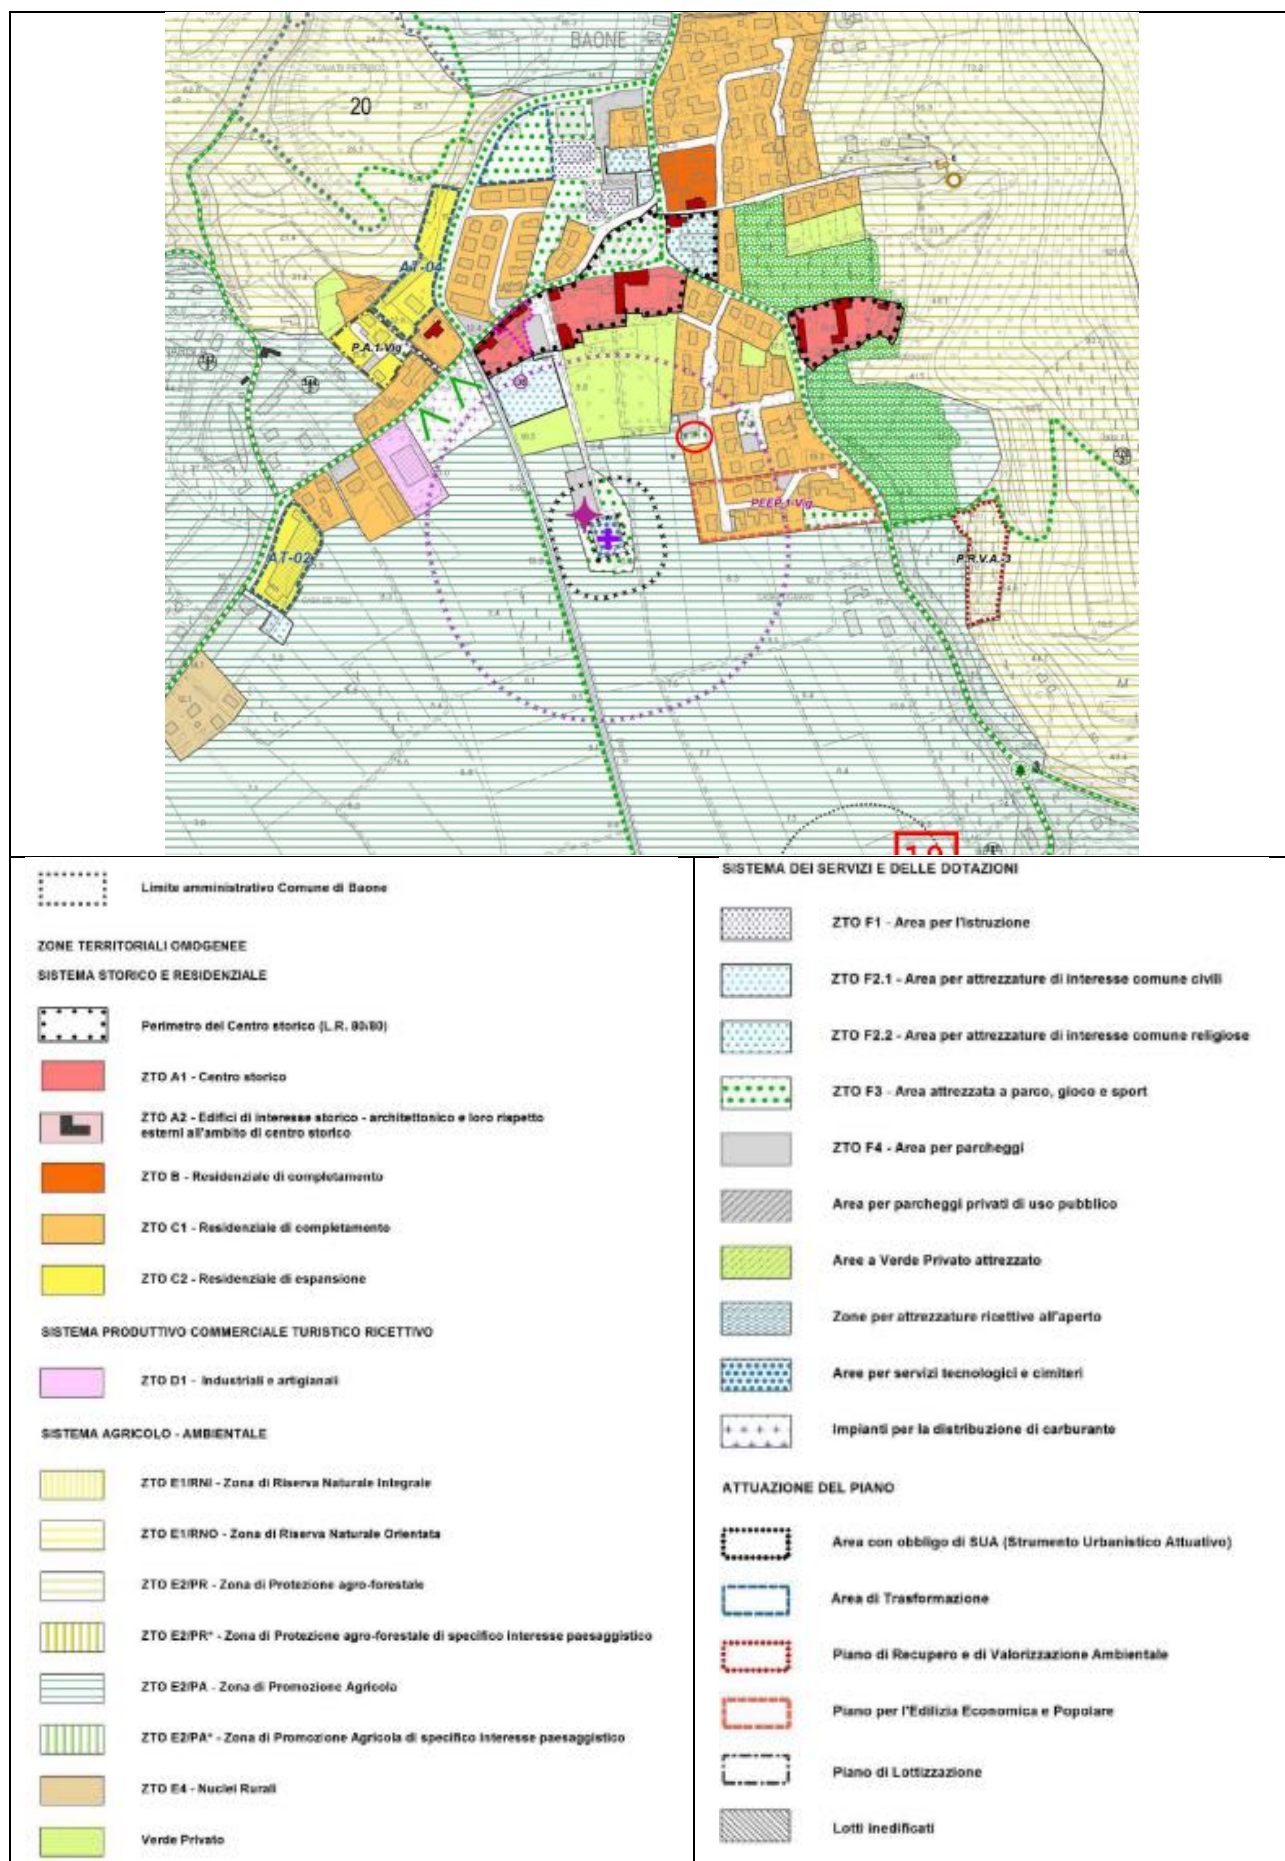 BAONE
20
AT-04
P.A.1-Vig
PEEP.1-Vig
AT-02
P.R.V.A.-3
3
Limite amministrativo Comune di Baone
ZONE TERRITORIALI OMOGENEE
SISTEMA STORICO E RESIDENZIALE
Perimetro del Centro storico (L.R. 80/80)
ZTO A1 - Centro storico
ZTO A2 - Edifici di interesse storico - architettonico e loro rispetto
esterni all'ambito di centro storico
ZTO B - Residenziale di completamento
ZTO C1 - Residenziale di completamento
ZTO C2 - Residenziale di espansione
SISTEMA PRODUTTIVO COMMERCIALE TURISTICO RICETTIVO
ZTO D1 - Industriali e artigianali
SISTEMA AGRICOLO - AMBIENTALE
ZTO E1/RNI - Zona di Riserva Naturale Integrale
ZTO E1/RNO - Zona di Riserva Naturale Orientata
ZTO E2/PR - Zona di Protezione agro-forestale
ZTO E2/PR* - Zona di Protezione agro-forestale di specifico interesse paesaggistico
ZTO E2/PA - Zona di Promozione Agricola
ZTO E2/PA* - Zona di Promozione Agricola di specifico interesse paesaggistico
ZTO E4 - Nuclei Rurali
Verde Privato
SISTEMA DEI SERVIZI E DELLE DOTAZIONI
ZTO F1 - Area per l'istruzione
ZTO F2.1 - Area per attrezzature di interesse comune civili
ZTO F2.2 - Area per attrezzature di interesse comune religiose
ZTO F3 - Area attrezzata a parco, gioco e sport
ZTO F4 - Area per parcheggi
Area per parcheggi privati di uso pubblico
Aree a Verde Privato attrezzato
Zone per attrezzature ricettive all'aperto
Aree per servizi tecnologici e cimiteri
Impianti per la distribuzione di carburante
ATTUAZIONE DEL PIANO
Area con obbligo di SUA (Strumento Urbanistico Attuativo)
Area di Trasformazione
Piano di Recupero e di Valorizzazione Ambientale
Piano per l'Edilizia Economica e Popolare
Piano di Lottizzazione
Lotti inedificati